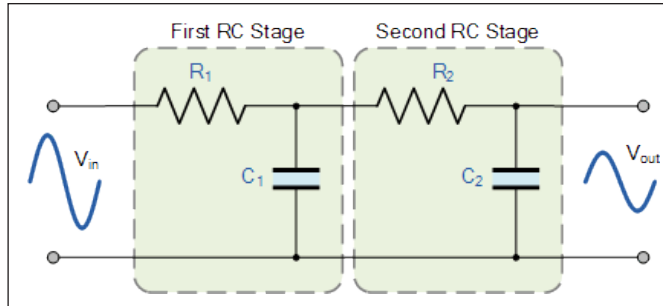 First RC Stage
Second RC Stage
R₁
R₂
Vin
C₁
C₂
Vout